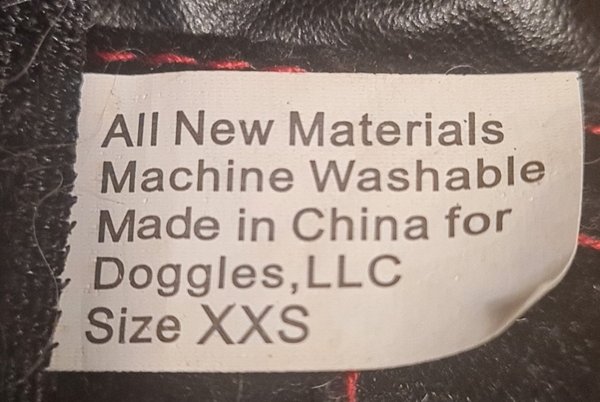 All New Materials
Machine Washable
Made in China for
Doggles,LLC
Size XXS